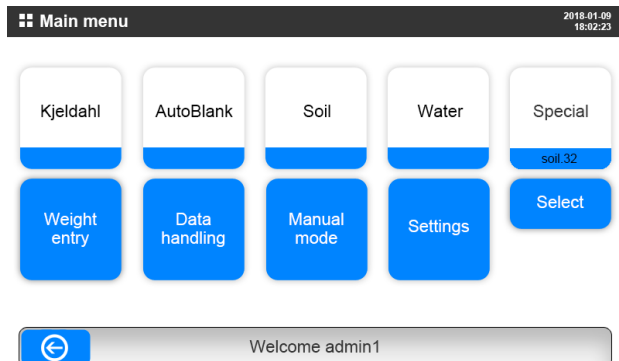 Main menu
2018-01-09
18:02:23
Kjeldahl
AutoBlank
Soil
Water
Special
soil.32
Weight
entry
Data
handling
Manual
mode
Settings
Select
Welcome admin1